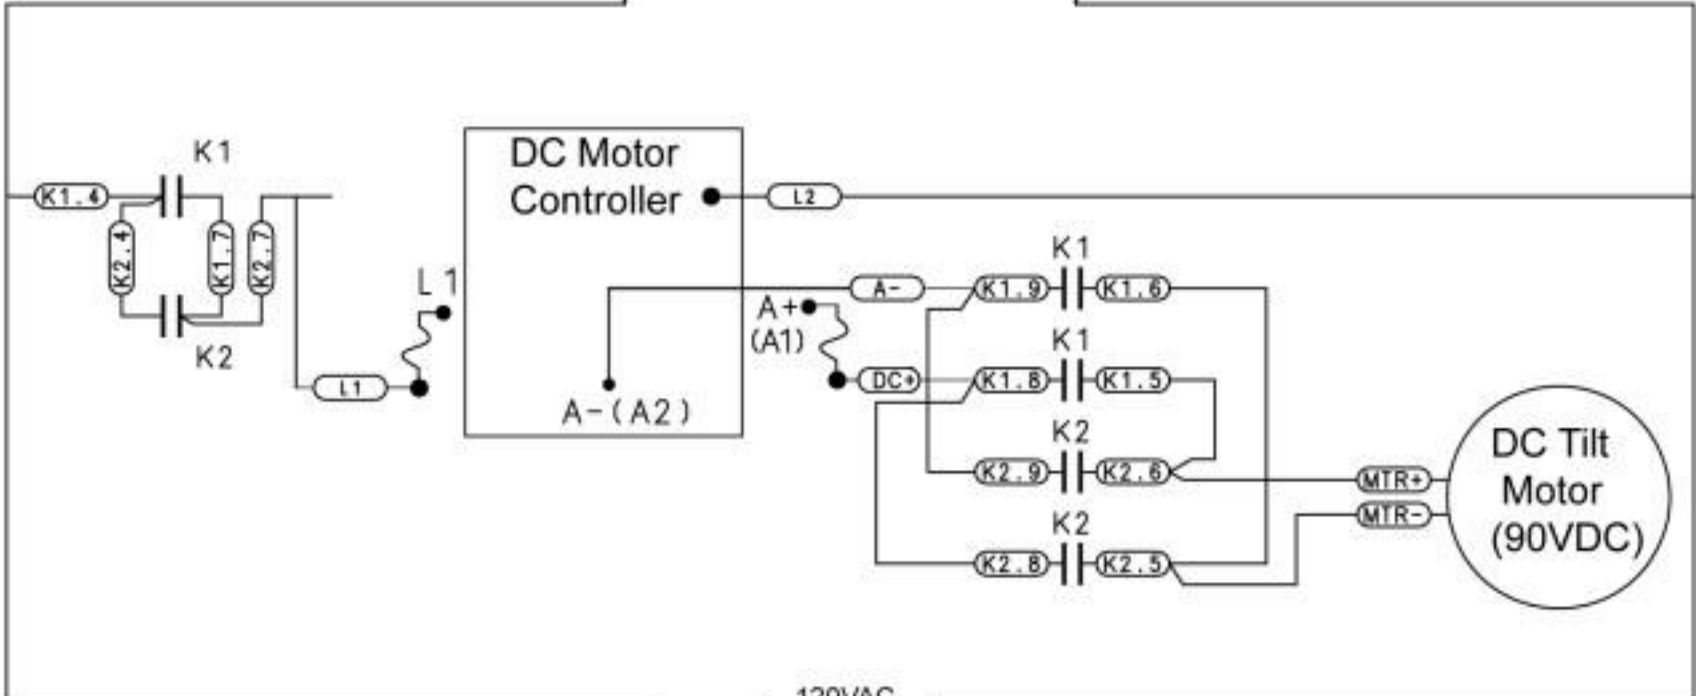 K1
DC Motor
Controller
K1.4
L2
K2.4
K1.7
K2.7
K1
L1
A-
K1.9
K1.6
A+
(A1)
K2
K1
L1
DC+
K1.8
K1.5
A-(A2)
K2
DC Tilt
Motor
(90VDC)
K2.9
K2.6
MTR+
MTR-
K2
K2.8
K2.5
120VAC